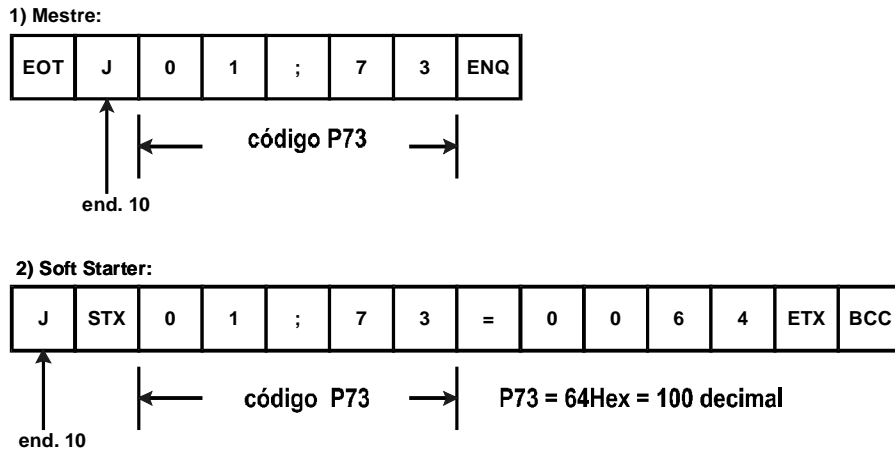 1) Mestre:
EOT J 0 1 ; 7 3 ENQ
código P73
end. 10
2) Soft Starter:
J STX 0 1 ; 7 3 = 0 0 6 4 ETX BCC
código P73 P73 = 64Hex = 100 decimal
end. 10